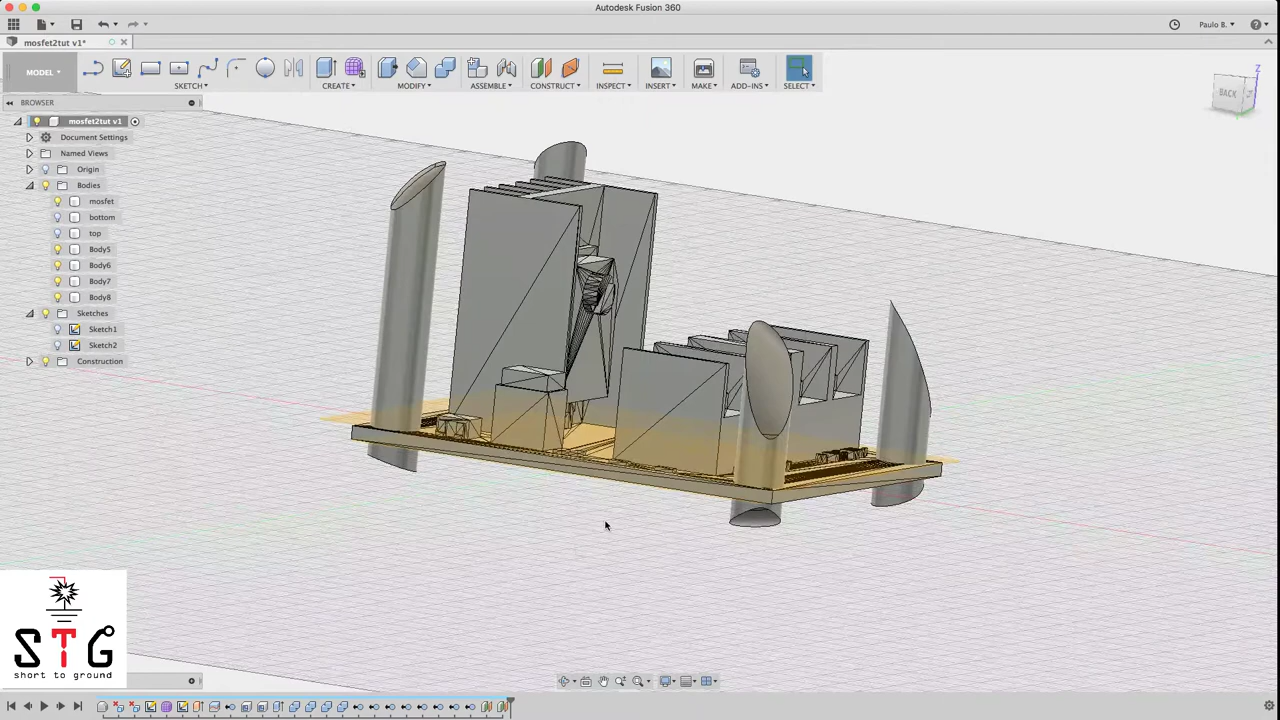 Autodesk Fusion 360
Paulo B.
mosfet2tut v1*
MODEL
SKETCH
CREATE
MODIFY
ASSEMBLE
CONSTRUCT
INSPECT
INSERT
MAKE
ADD-INS
SELECT
BROWSER
mosfet2tut v1
Document Settings
Named Views
Origin
Bodies
mosfet
bottom
top
Body5
Body6
Body7
Body8
Sketches
Sketch1
Sketch2
Construction
Z
BACK
STG
short to ground